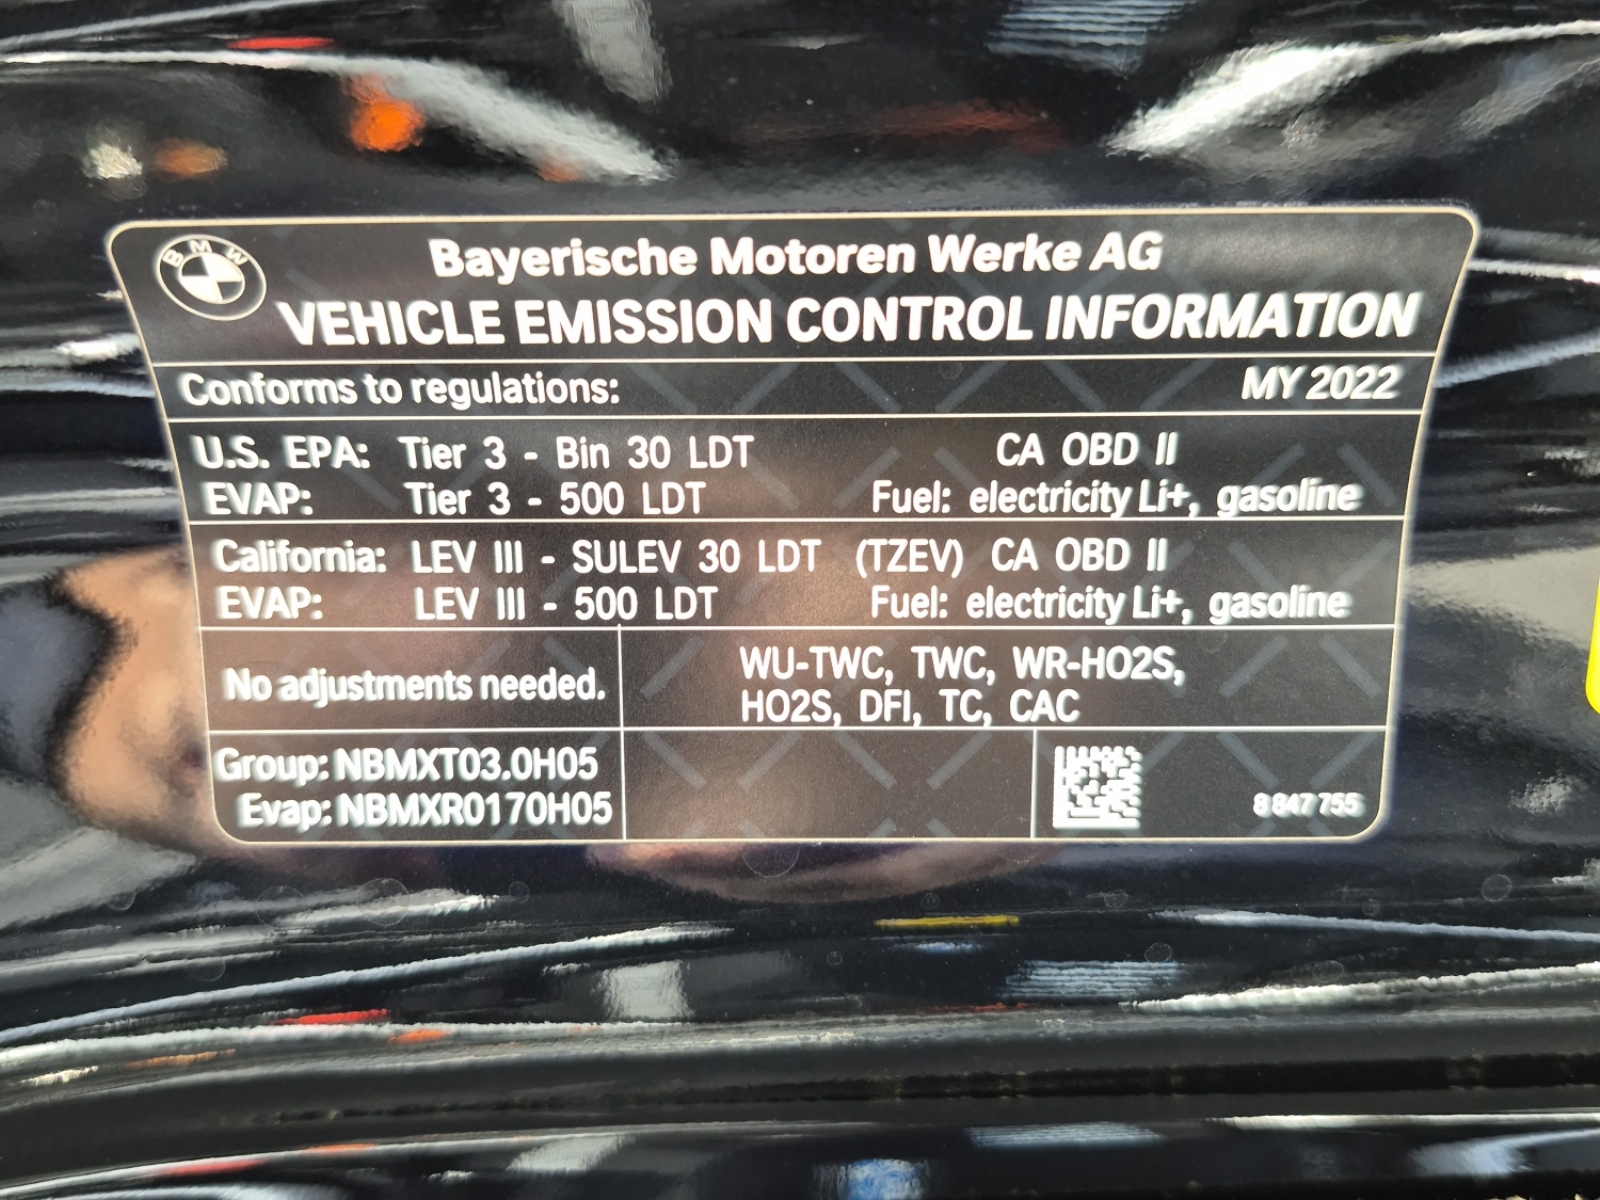 BMW
Bayerische Motoren Werke AG
VEHICLE EMISSION CONTROL INFORMATION
Conforms to regulations: MY 2022
U.S. EPA: Tier 3 - Bin 30 LDT CA OBD II
EVAP: Tier 3 - 500 LDT Fuel: electricity Li+, gasoline
California: LEV III - SULEV 30 LDT (TZEV) CA OBD II
EVAP: LEV III - 500 LDT Fuel: electricity Li+, gasoline
No adjustments needed.
WU-TWC, TWC, WR-HO2S,
HO2S, DFI, TC, CAC
Group: NBMXT03.0H05
Evap: NBMXR0170H05
8 847 755